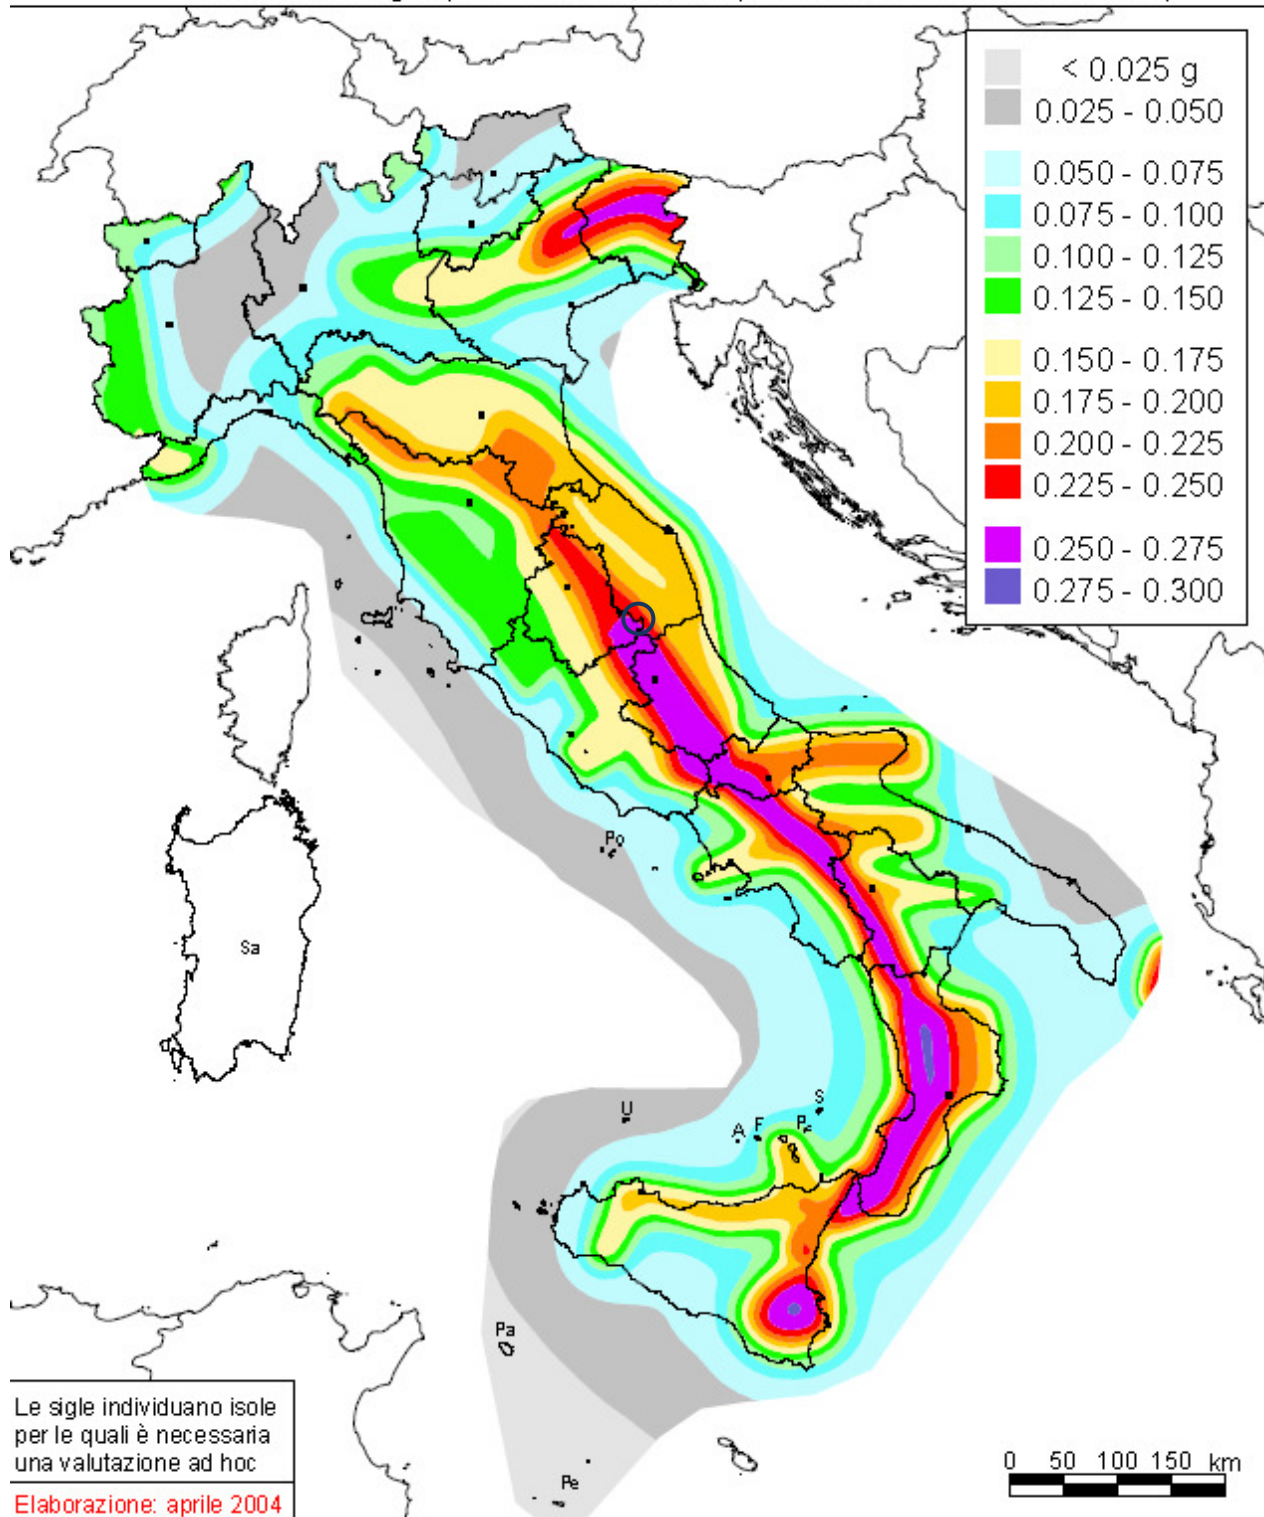 < 0.025 g
0.025 - 0.050
0.050 - 0.075
0.075 - 0.100
0.100 - 0.125
0.125 - 0.150
0.150 - 0.175
0.175 - 0.200
0.200 - 0.225
0.225 - 0.250
0.250 - 0.275
0.275 - 0.300
Po
Sa
U
S
A
F
P
Pa
Pe
Le sigle individuano isole
per le quali è necessaria
una valutazione ad hoc
Elaborazione: aprile 2004
0 50 100 150 km